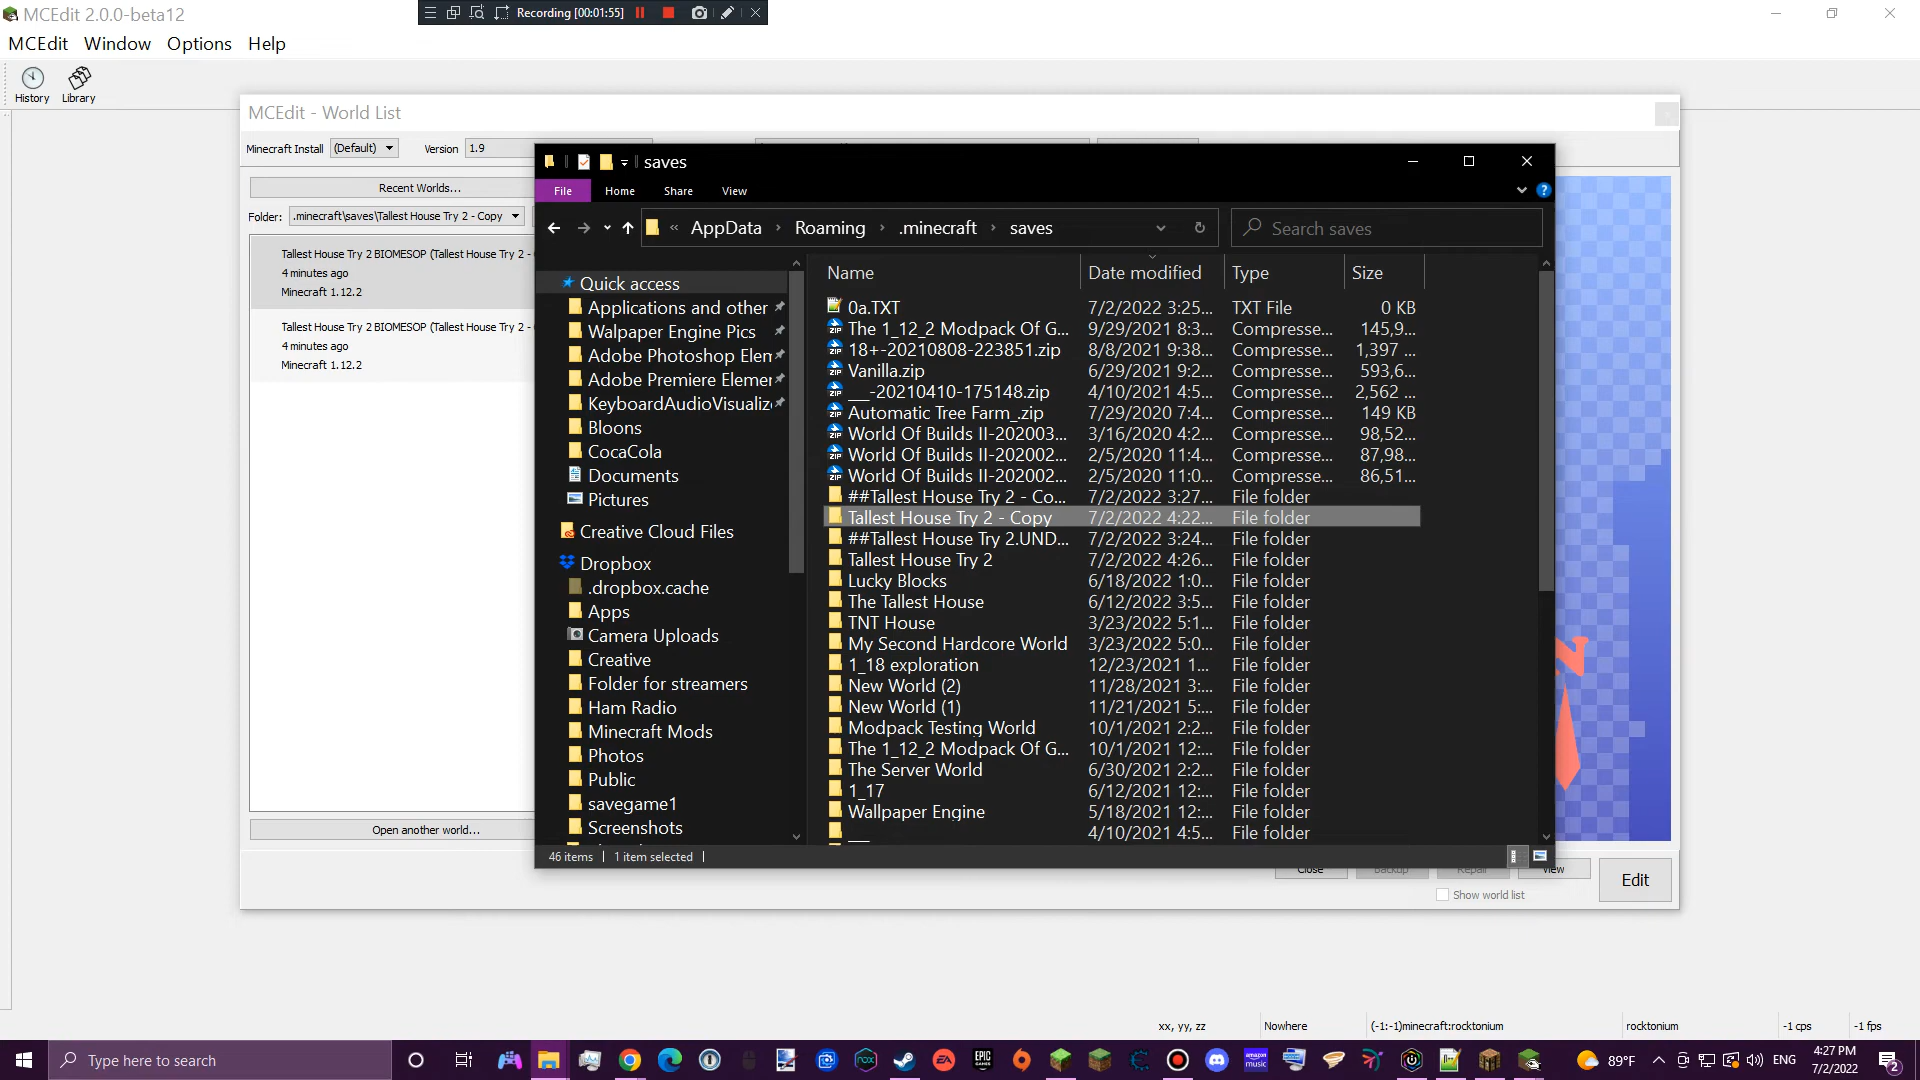 MCEdit 2.0.0-beta12
Recording [00:01:55]
MCEdit Window Options Help
History Library
MCEdit - World List
Minecraft Install (Default) Version 1.9
Recent Worlds...
Folder: .minecraft\saves\Tallest House Try 2 - Copy
Tallest House Try 2 BIOMESOP (Tallest House Try 2 -
4 minutes ago
Minecraft 1.12.2
Tallest House Try 2 BIOMESOP (Tallest House Try 2 -
4 minutes ago
Minecraft 1.12.2
Open another world...
saves
File Home Share View
« AppData › Roaming › .minecraft › saves
Search saves
Quick access
Applications and other
Walpaper Engine Pics
Adobe Photoshop Elem
Adobe Premiere Elemer
KeyboardAudioVisualiz
Bloons
CocaCola
Documents
Pictures
Creative Cloud Files
Dropbox
.dropbox.cache
Apps
Camera Uploads
Creative
Folder for streamers
Ham Radio
Minecraft Mods
Photos
Public
savegame1
Screenshots
Name Date modified Type Size
0a.TXT 7/2/2022 3:25... TXT File 0 KB
The 1_12_2 Modpack Of G... 9/29/2021 8:3... Compresse... 145,9...
18+-20210808-223851.zip 8/8/2021 9:38... Compresse... 1,397 ...
Vanilla.zip 6/29/2021 9:2... Compresse... 593,6...
__-20210410-175148.zip 4/10/2021 4:5... Compresse... 2,562 ...
Automatic Tree Farm_.zip 7/29/2020 7:4... Compresse... 149 KB
World Of Builds II-202003... 3/16/2020 4:2... Compresse... 98,52...
World Of Builds II-202002... 2/5/2020 11:4... Compresse... 87,98...
World Of Builds II-202002... 2/5/2020 11:0... Compresse... 86,51...
##Tallest House Try 2 - Co... 7/2/2022 3:27... File folder
Tallest House Try 2 - Copy 7/2/2022 4:22... File folder
##Tallest House Try 2.UND... 7/2/2022 3:24... File folder
Tallest House Try 2 7/2/2022 4:26... File folder
Lucky Blocks 6/18/2022 1:0... File folder
The Tallest House 6/12/2022 3:5... File folder
TNT House 3/23/2022 5:1... File folder
My Second Hardcore World 3/23/2022 5:0... File folder
1_18 exploration 12/23/2021 1... File folder
New World (2) 11/28/2021 3:... File folder
New World (1) 11/21/2021 5:... File folder
Modpack Testing World 10/1/2021 2:2... File folder
The 1_12_2 Modpack Of G... 10/1/2021 12:... File folder
The Server World 6/30/2021 2:2... File folder
1_17 6/12/2021 12:... File folder
Wallpaper Engine 5/18/2021 12:... File folder
__ 4/10/2021 4:5... File folder
46 items 1 item selected
Close Backup Repair View Edit
Show world list
xx, yy, zz Nowhere (-1:-1)minecraft:rocktonium rocktonium -1 cps -1 fps
Type here to search
nox
EA
EPIC GAMES
amazon music
89°F ENG 4:27 PM
7/2/2022
2